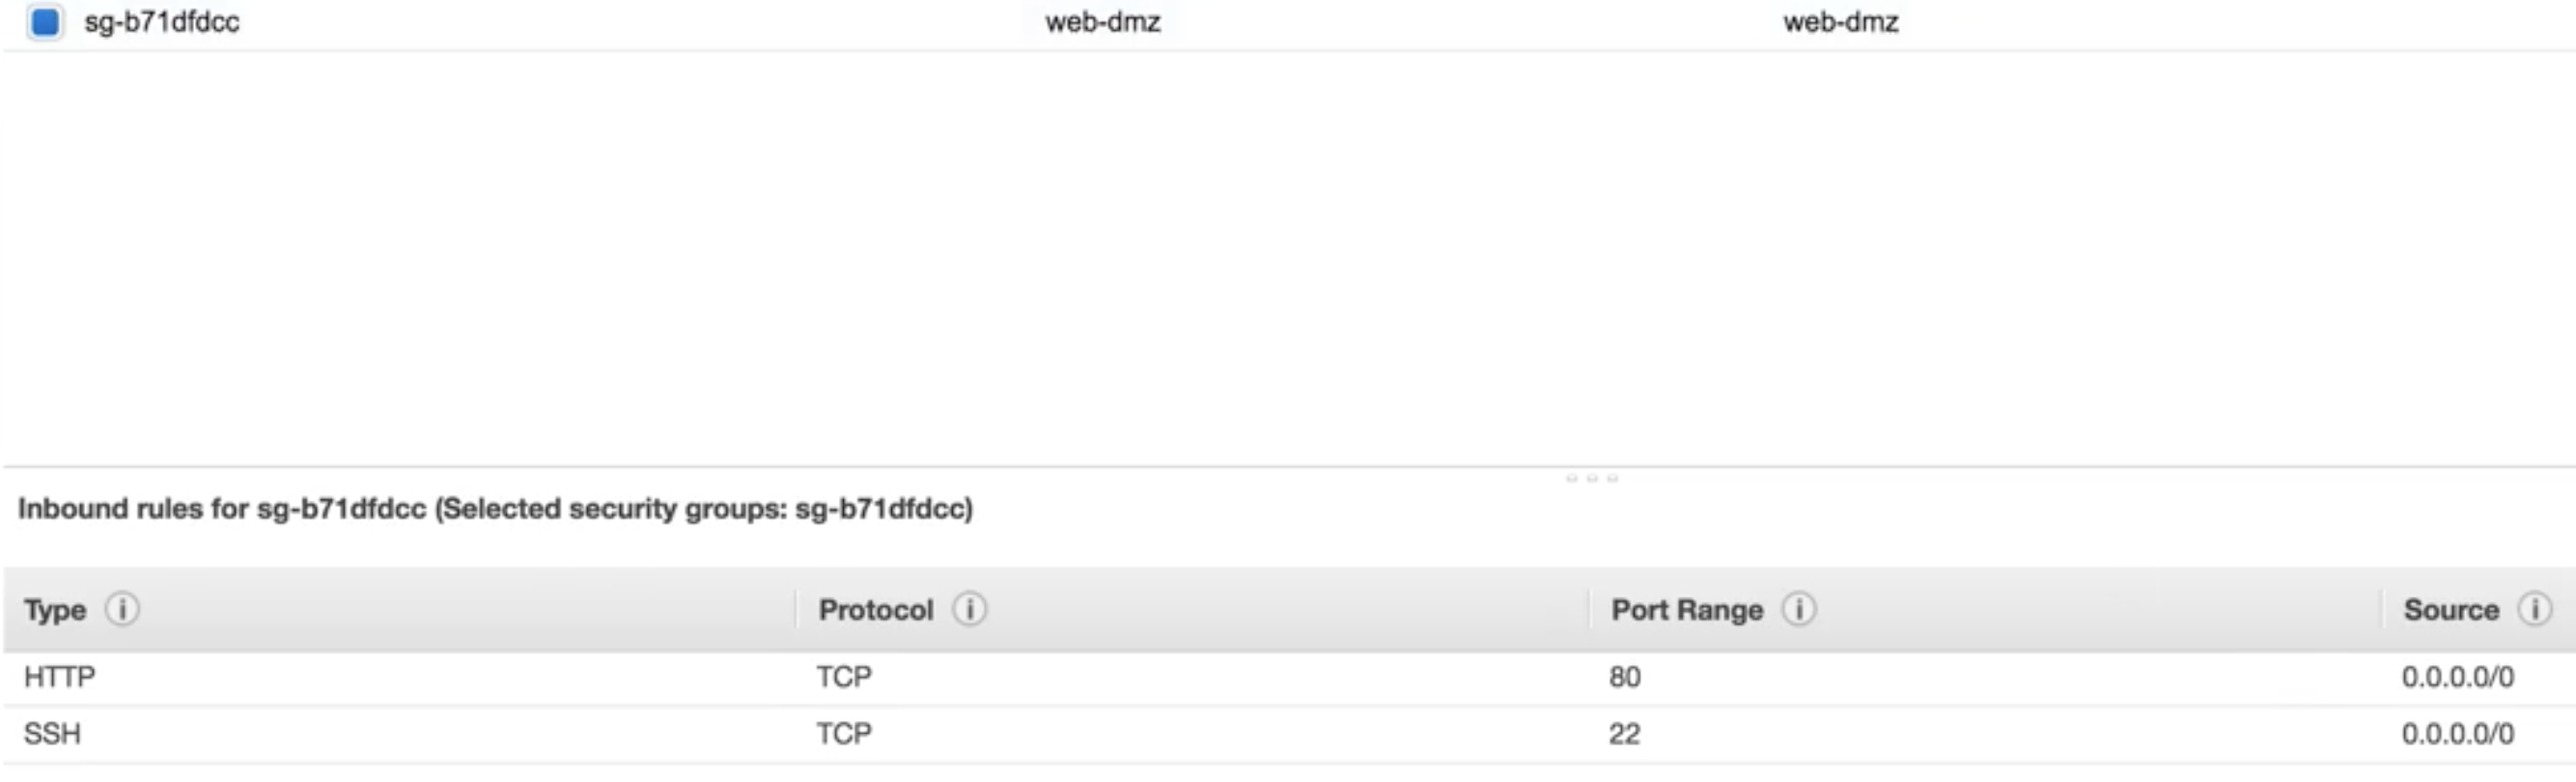 sg-b71dfdcc web-dmz web-dmz
Inbound rules for sg-b71dfdcc (Selected security groups: sg-b71dfdcc)
Type i Protocol i Port Range i Source i
HTTP TCP 80 0.0.0.0/0
SSH TCP 22 0.0.0.0/0